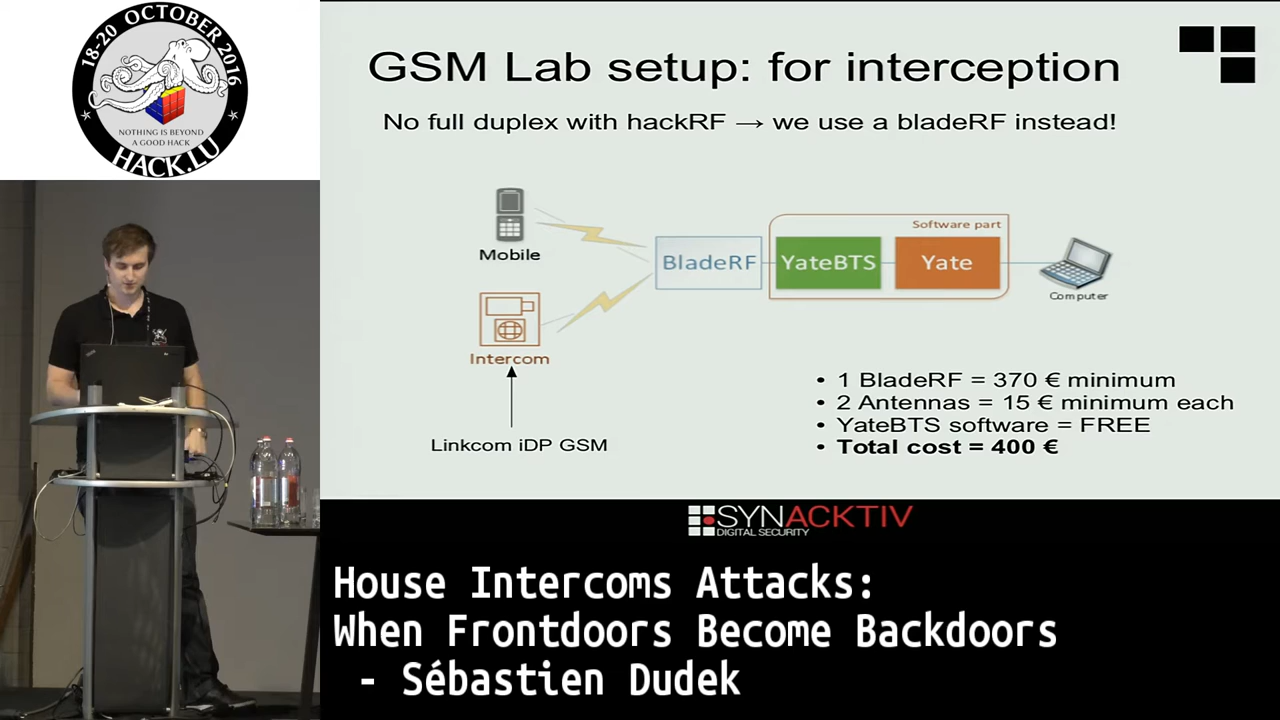 18-20 OCTOBER 2016
NOTHING IS BEYOND
A GOOD HACK
HACK.LU
GSM Lab setup: for interception
No full duplex with hackRF → we use a bladeRF instead!
Mobile
Intercom
Linkcom iDP GSM
BladeRF
Software part
YateBTS
Yate
Computer
• 1 BladeRF = 370 € minimum
• 2 Antennas = 15 € minimum each
• YateBTS software = FREE
• Total cost = 400 €
SYNACKTIV
DIGITAL SECURITY
House Intercoms Attacks:
When Frontdoors Become Backdoors
- Sébastien Dudek